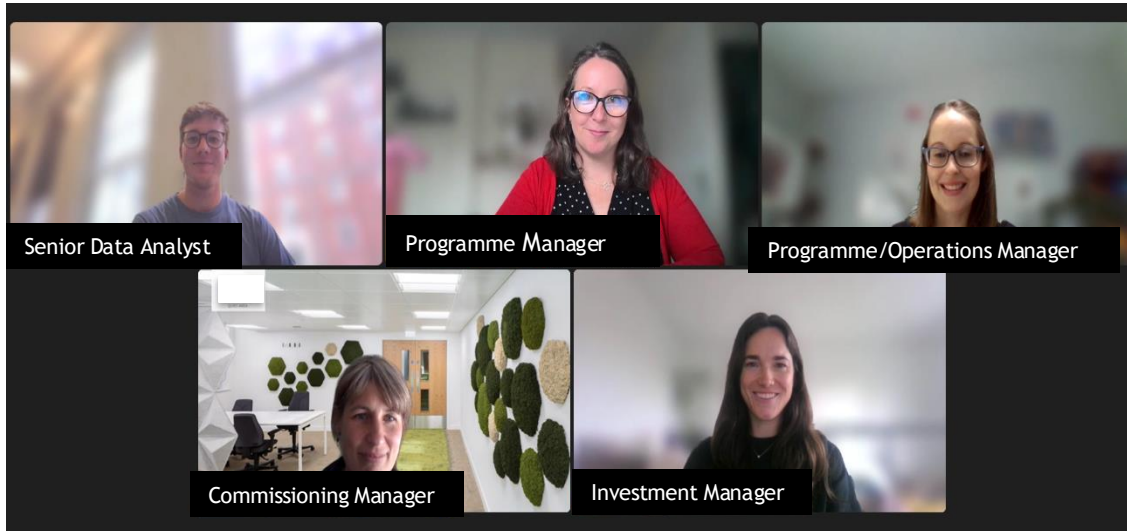 Senior Data Analyst
Programme Manager
Programme/Operations Manager
Commissioning Manager
Investment Manager